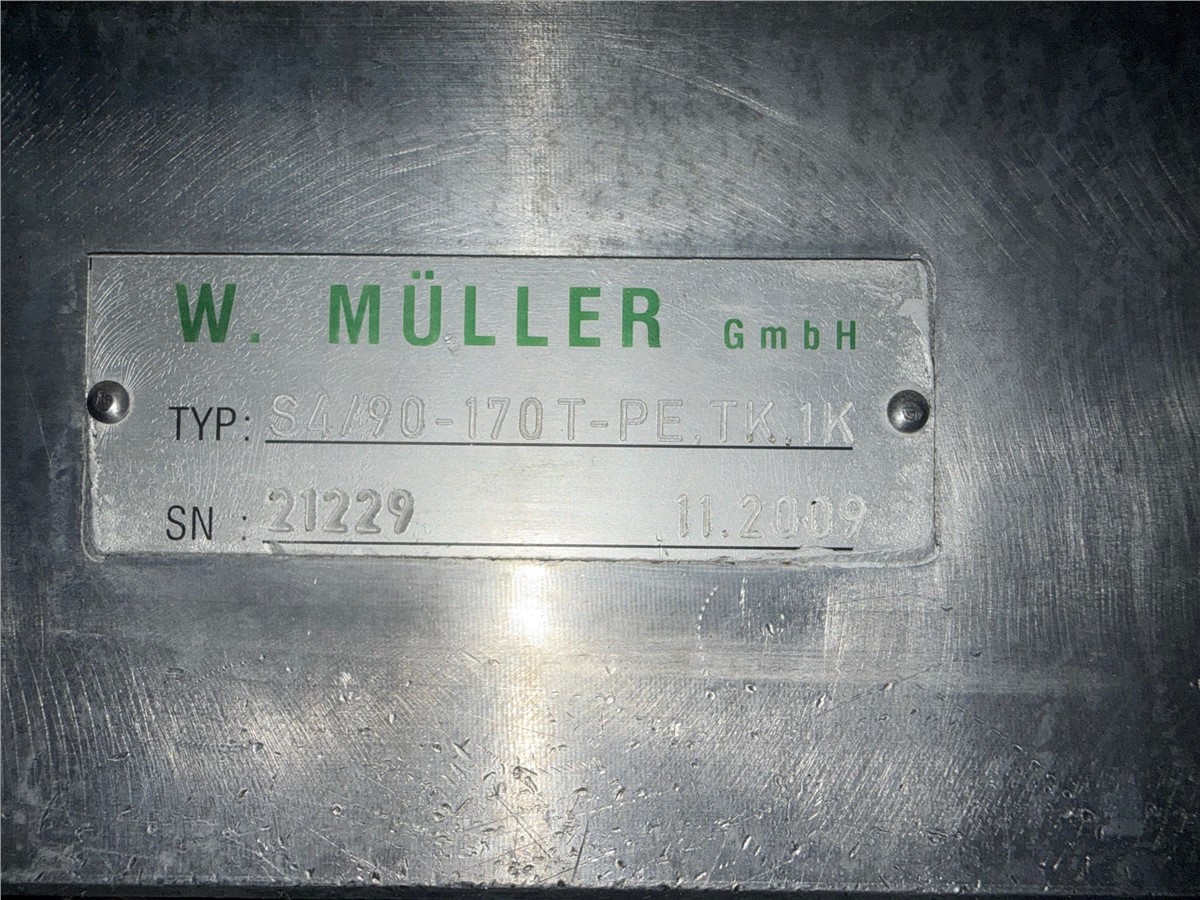 W. MÜLLER GmbH
TYP: S4/90-170T-PE,TK,1K
SN : 21229 11.2009